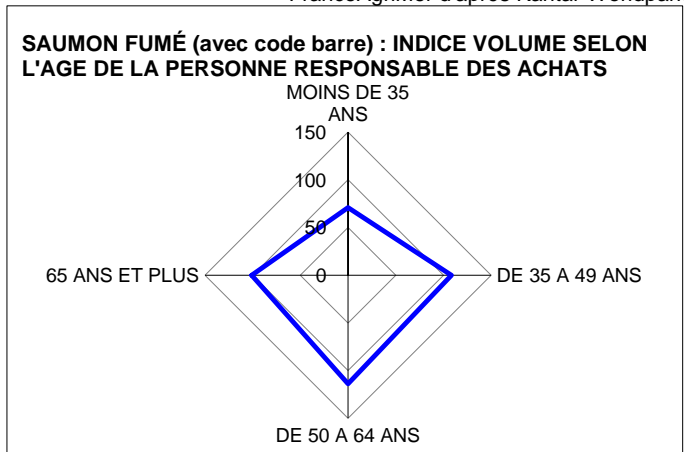 SAUMON FUMÉ (avec code barre) : INDICE VOLUME SELON
L'AGE DE LA PERSONNE RESPONSABLE DES ACHATS
MOINS DE 35
ANS
150
100
50
0
65 ANS ET PLUS
DE 35 A 49 ANS
DE 50 A 64 ANS